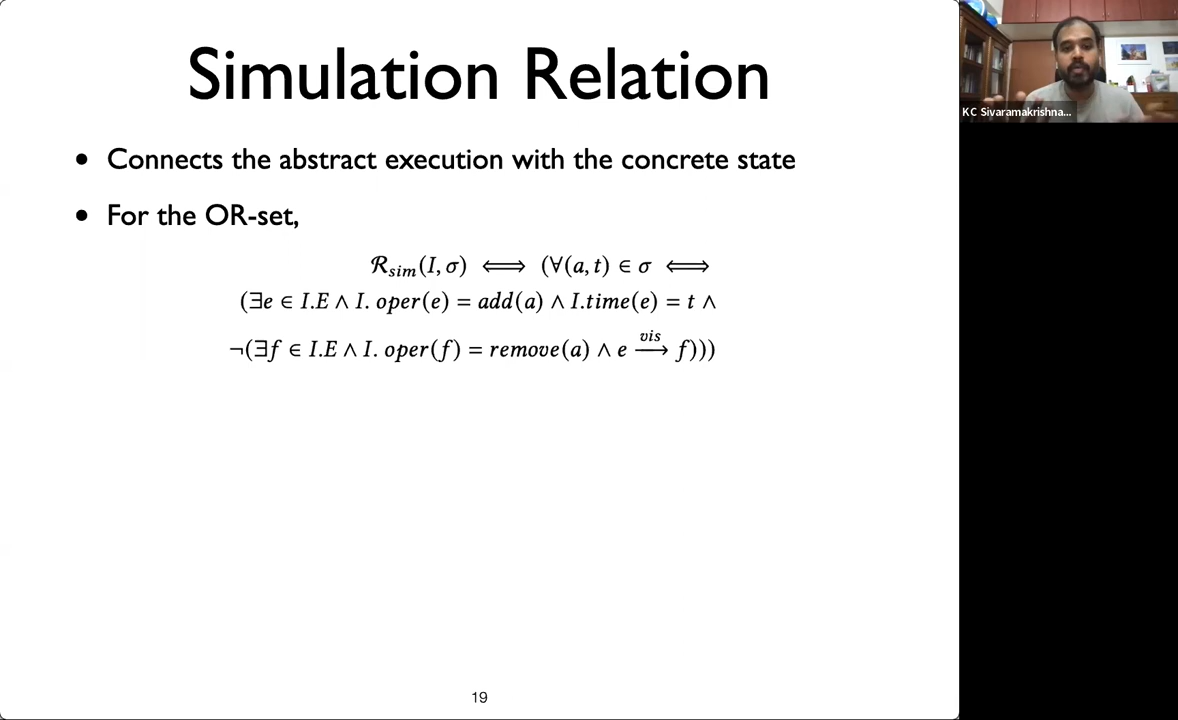 Simulation Relation
• Connects the abstract execution with the concrete state
• For the OR-set,
ℛsim(I, σ) ⟺ (∀(a, t) ∈ σ ⟺
(∃e ∈ I.E ∧ I. oper(e) = add(a) ∧ I.time(e) = t ∧
¬(∃f ∈ I.E ∧ I. oper(f) = remove(a) ∧ e —vis→ f)))
19
KC Sivaramakrishna...